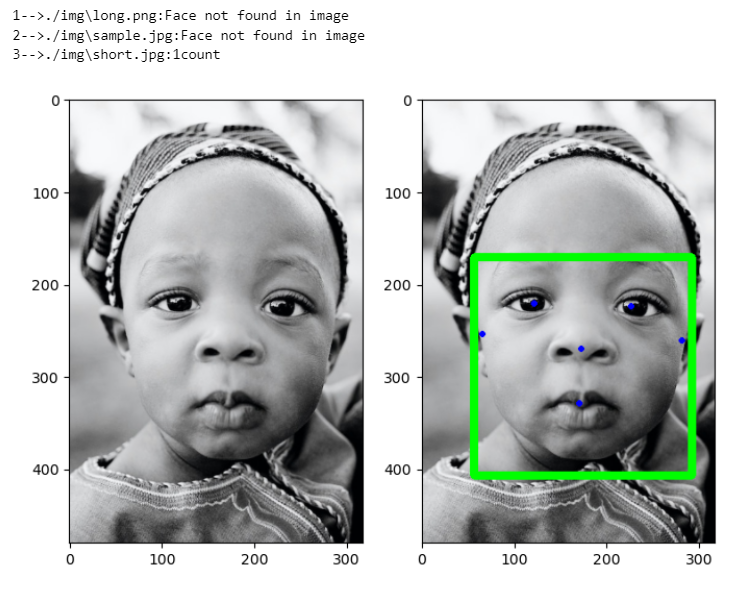 1-->./img\long.png:Face not found in image
2-->./img\sample.jpg:Face not found in image
3-->./img\short.jpg:1count
0 0
100 100
200 200
300 300
400 400
0 100 200 300 0 100 200 300